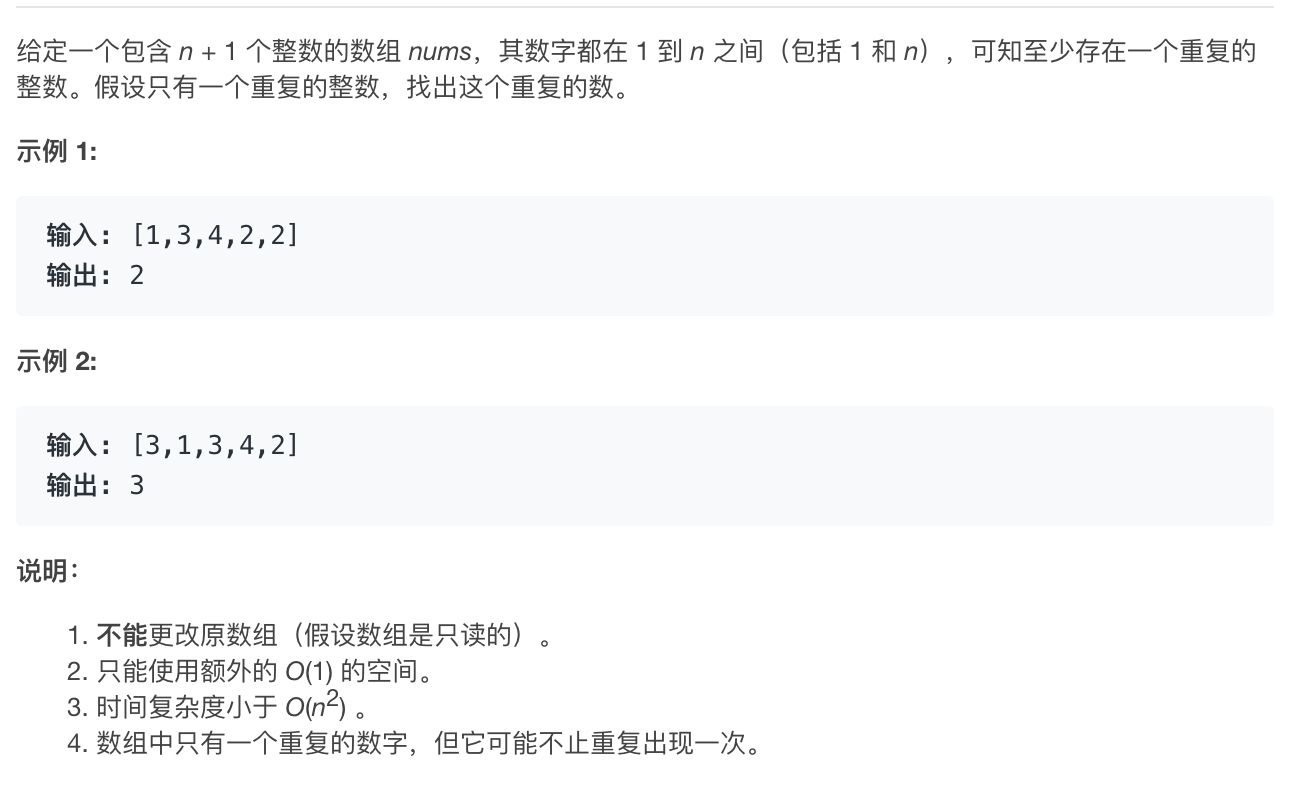 给定一个包含 n + 1 个整数的数组 nums，其数字都在 1 到 n 之间（包括 1 和 n），可知至少存在一个重复的
整数。假设只有一个重复的整数，找出这个重复的数。
示例 1:
输入: [1,3,4,2,2]
输出: 2
示例 2:
输入: [3,1,3,4,2]
输出: 3
说明：
1. 不能更改原数组（假设数组是只读的）。
2. 只能使用额外的 O(1) 的空间。
3. 时间复杂度小于 O(n²) 。
4. 数组中只有一个重复的数字，但它可能不止重复出现一次。